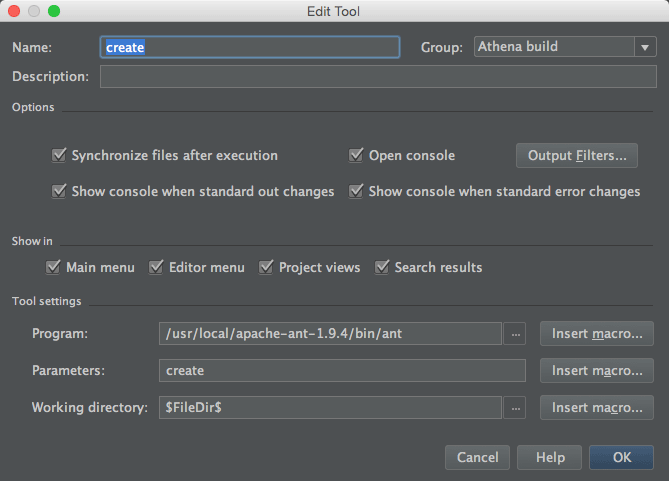 Edit Tool
Name: create Group: Athena build
Description:
Options
Synchronize files after execution Open console Output Filters...
Show console when standard out changes Show console when standard error changes
Show in
Main menu Editor menu Project views Search results
Tool settings
Program: /usr/local/apache-ant-1.9.4/bin/ant ... Insert macro...
Parameters: create Insert macro...
Working directory: $FileDir$ ... Insert macro...
Cancel Help OK